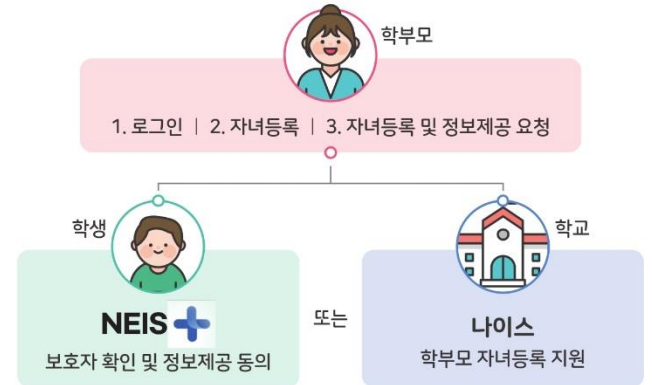 학부모
1. 로그인 | 2. 자녀등록 | 3. 자녀등록 및 정보제공 요청
학생
NEIS+
보호자 확인 및 정보제공 동의
또는
학교
나이스
학부모 자녀등록 지원